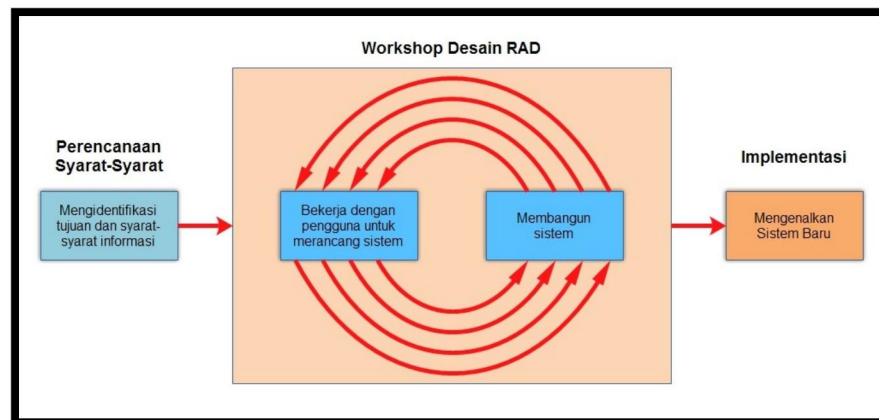 Workshop Desain RAD
Perencanaan
Syarat-Syarat
Mengidentifikasi
tujuan dan syarat-
syarat informasi
Bekerja dengan
pengguna untuk
merancang sistem
Membangun
sistem
Implementasi
Mengenalkan
Sistem Baru